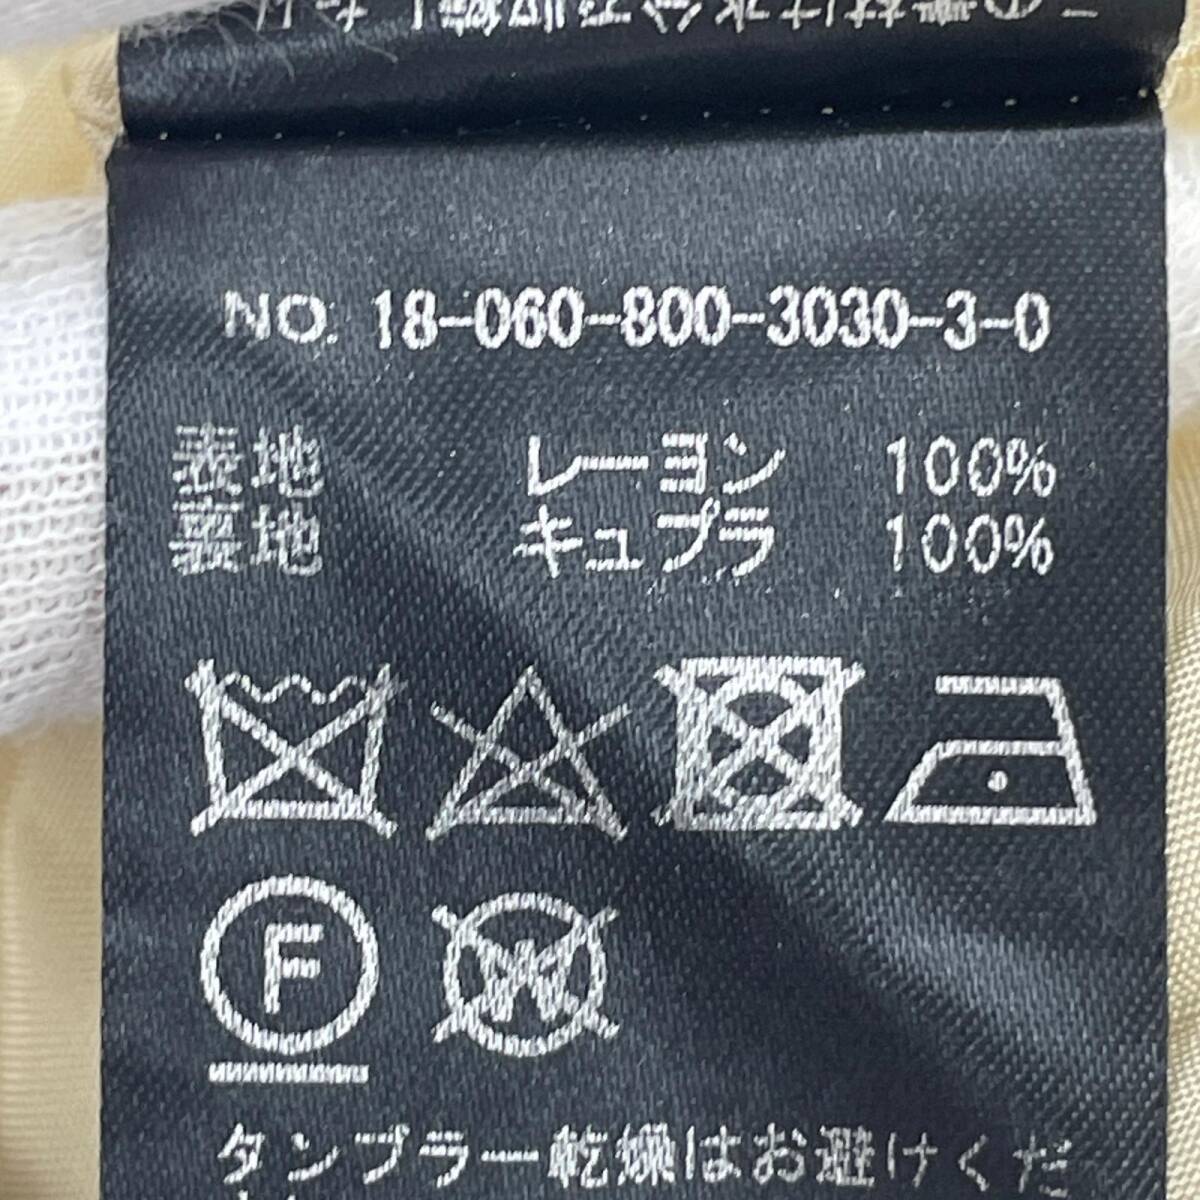 NO. 18-060-800-3030-3-0
表地 レーヨン 100%
裏地 キュプラ 100%
F
W
タンブラー乾燥はお避けくだ